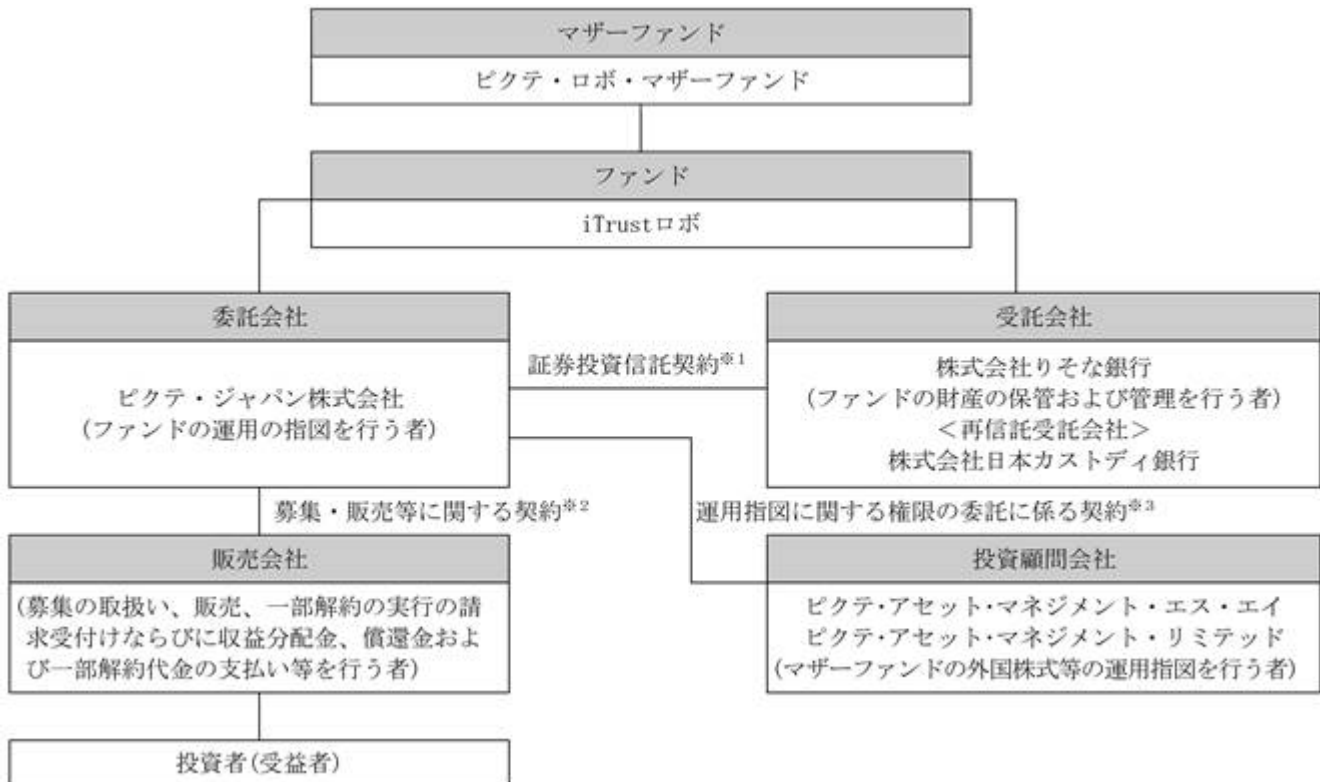 マザーファンド
ピクテ・ロボ・マザーファンド
ファンド
iTrustロボ
委託会社
ピクテ・ジャパン株式会社
(ファンドの運用の指図を行う者)
証券投資信託契約※1
受託会社
株式会社りそな銀行
(ファンドの財産の保管および管理を行う者)
＜再信託受託会社＞
株式会社日本カストディ銀行
募集・販売等に関する契約※2
運用指図に関する権限の委託に係る契約※3
販売会社
(募集の取扱い、販売、一部解約の実行の請
求受付けならびに収益分配金、償還金およ
び一部解約代金の支払い等を行う者)
投資顧問会社
ピクテ・アセット・マネジメント・エス・エイ
ピクテ・アセット・マネジメント・リミテッド
(マザーファンドの外国株式等の運用指図を行う者)
投資者(受益者)